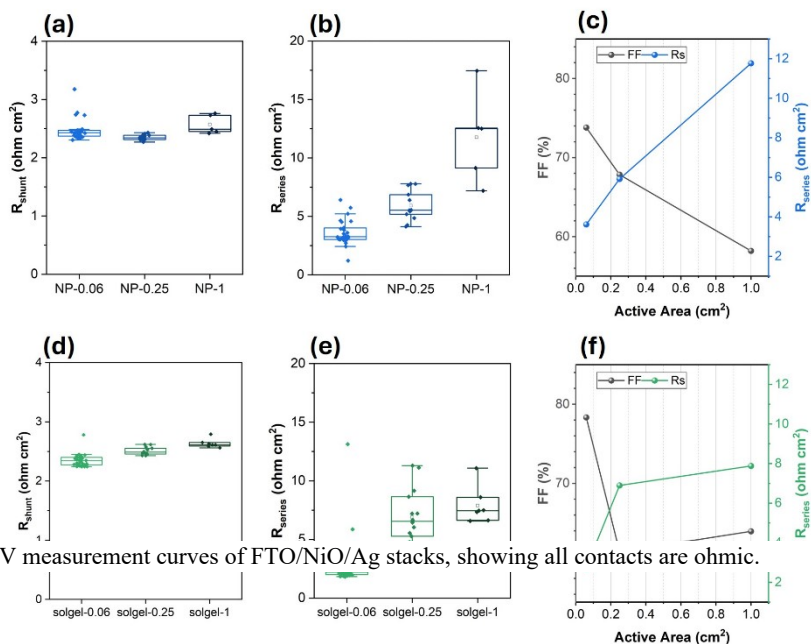 (a)
(b)
(c)
4
3
2
1
0
R_shunt (ohm cm²)
NP-0.06 NP-0.25 NP-1
20
15
10
5
0
R_series (ohm cm²)
NP-0.06 NP-0.25 NP-1
FF Rs
80
70
60
FF (%)
12
10
8
6
4
2
R_series (ohm cm²)
0.0 0.2 0.4 0.6 0.8 1.0
Active Area (cm²)
(d)
(e)
(f)
4
3
2
1
0
R_shunt (ohm cm²)
solgel-0.06 solgel-0.25 solgel-1
20
15
10
5
0
R_series (ohm cm²)
solgel-0.06 solgel-0.25 solgel-1
FF Rs
80
70
FF (%)
12
10
8
6
4
2
R_series (ohm cm²)
0.0 0.2 0.4 0.6 0.8 1.0
Active Area (cm²)
V measurement curves of FTO/NiO/Ag stacks, showing all contacts are ohmic.